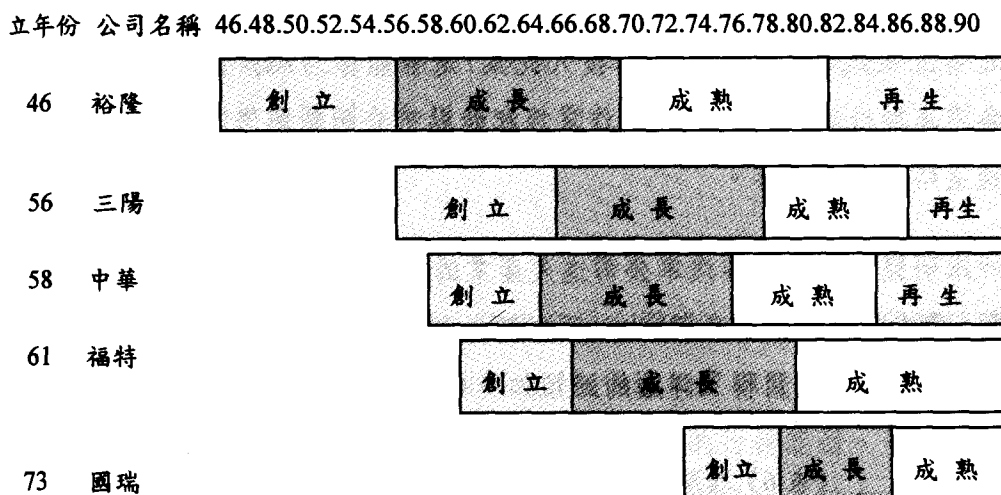 立年份 公司名稱 46.48.50.52.54.56.58.60.62.64.66.68.70.72.74.76.78.80.82.84.86.88.90
46 裕隆 創立 成長 成熟 再生
56 三陽 創立 成長 成熟 再生
58 中華 創立 成長 成熟 再生
61 福特 創立 成長 成熟
73 國瑞 創立 成長 成熟